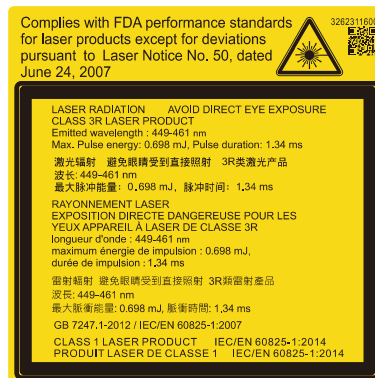 Complies with FDA performance standards
for laser products except for deviations
pursuant to Laser Notice No. 50, dated
June 24, 2007
3262311600
LASER RADIATION AVOID DIRECT EYE EXPOSURE
CLASS 3R LASER PRODUCT
Emitted wavelength : 449-461 nm
Max. Pulse energy: 0.698 mJ, Pulse duration: 1.34 ms
激光辐射 避免眼睛受到直接照射 3R类激光产品
波长: 449-461 nm
最大脉冲能量: 0.698 mJ, 脉冲时间: 1.34 ms
RAYONNEMENT LASER
EXPOSITION DIRECTE DANGEREUSE POUR LES
YEUX APPAREIL À LASER DE CLASSE 3R
longueur d'onde : 449-461 nm
maximum énergie de impulsion : 0.698 mJ,
durée de impulsion : 1.34 ms
雷射輻射 避免眼睛受到直接照射 3R類雷射產品
波長: 449-461 nm
最大脈衝能量: 0.698 mJ, 脈衝時間: 1.34 ms
GB 7247.1-2012 / IEC/EN 60825-1:2007
CLASS 1 LASER PRODUCT IEC/EN 60825-1:2014
PRODUIT LASER DE CLASSE 1 IEC/EN 60825-1:2014